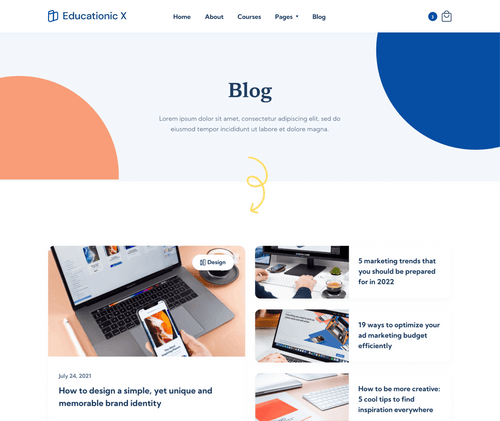 Educationic X
Home About Courses Pages Blog
Blog
Lorem ipsum dolor sit amet, consectetur adipiscing elit, sed do
eiusmod tempor incididunt ut labore et dolore magna.
Design
July 24, 2021
How to design a simple, yet unique and
memorable brand identity
5 marketing trends that
you should be prepared
for in 2022
19 ways to optimize your
ad marketing budget
efficiently
How to be more creative:
5 cool tips to find
inspiration everywhere